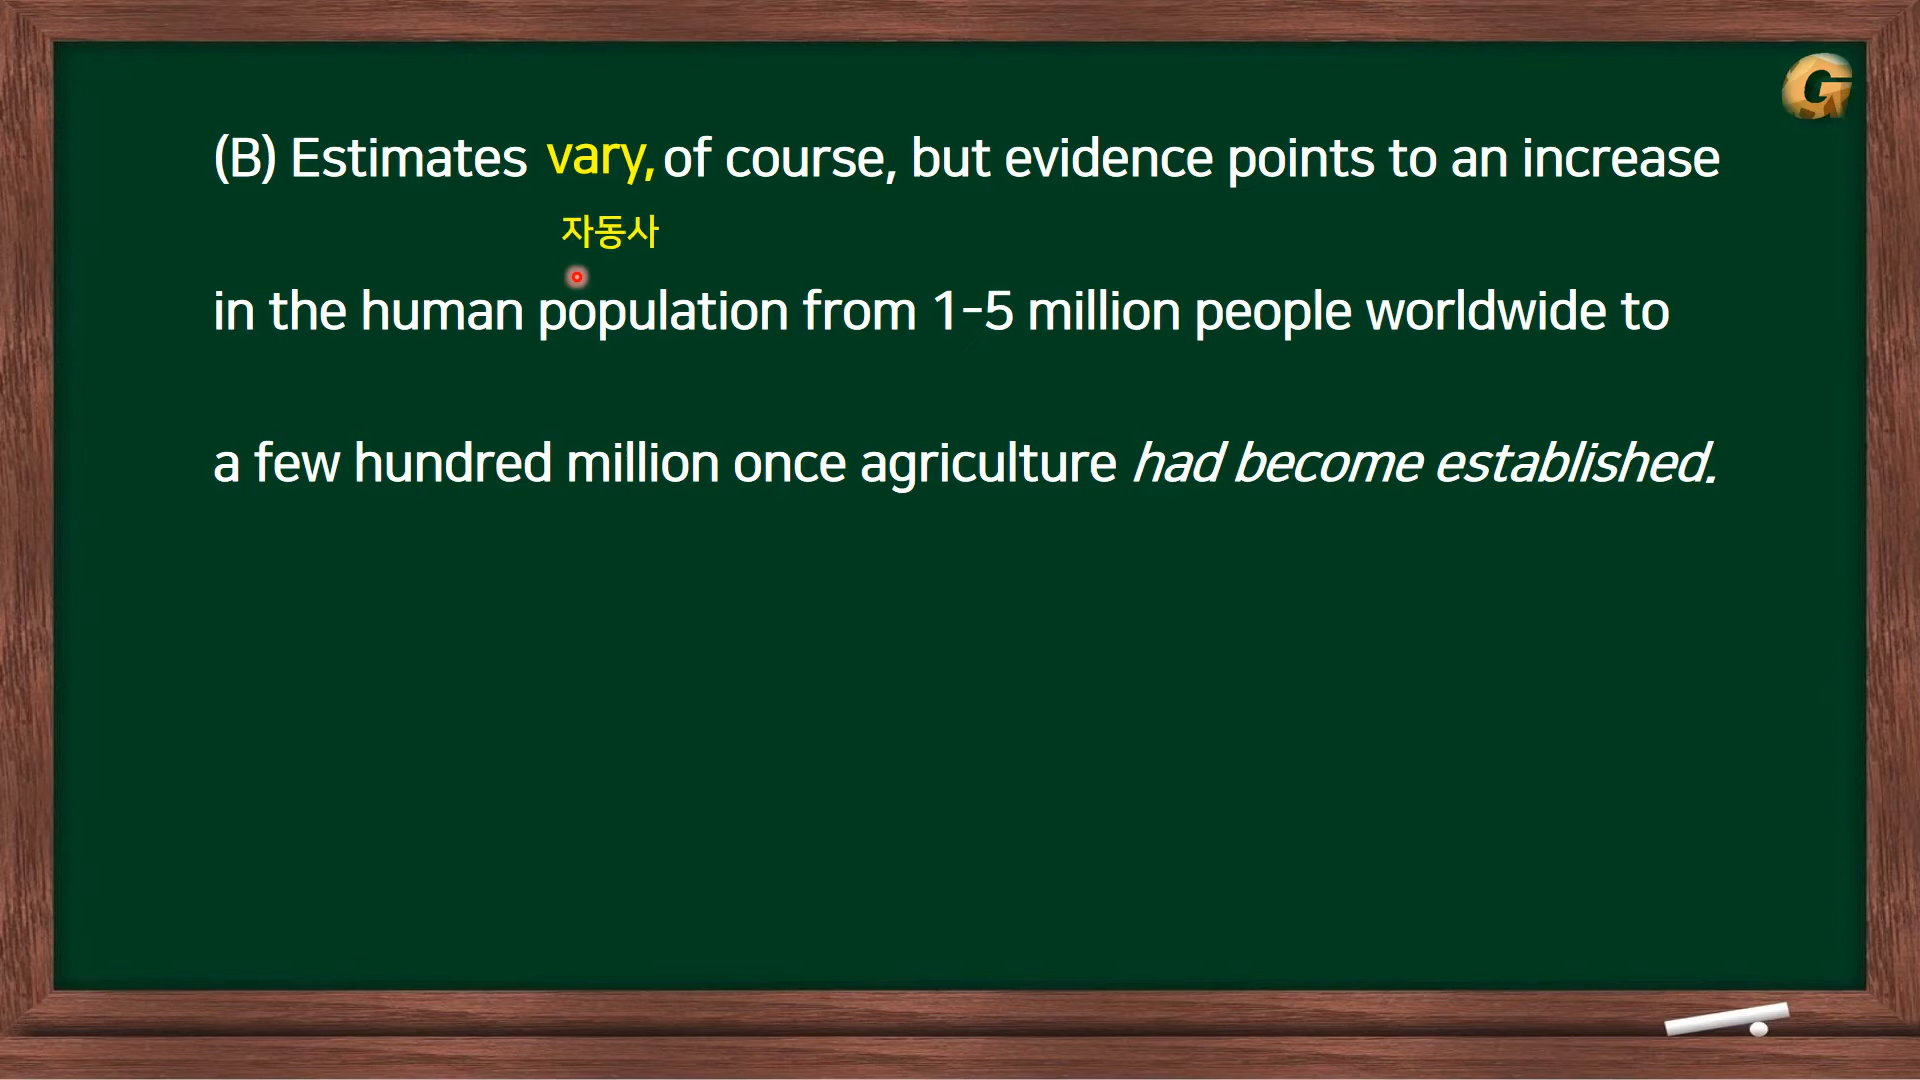 (B) Estimates vary, of course, but evidence points to an increase
자동사
in the human population from 1-5 million people worldwide to
a few hundred million once agriculture had become established.